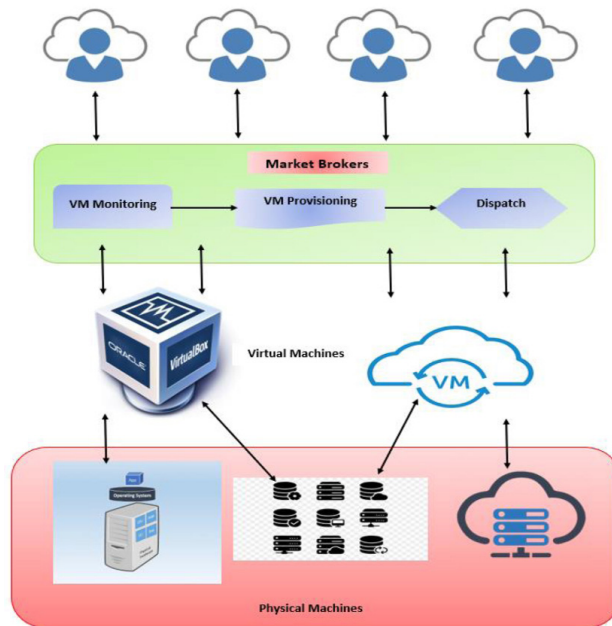 Market Brokers
VM Monitoring
VM Provisioning
Dispatch
ORACLE
VirtualBox
Virtual Machines
VM
Operating System
Physical Machines